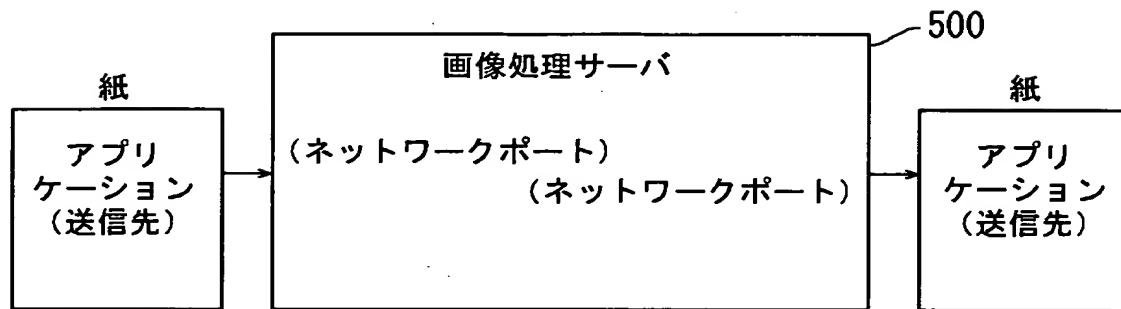 500
画像処理サーバ
紙
アプリ
ケーション
(送信先)
(ネットワークポート)
(ネットワークポート)
紙
アプリ
ケーション
(送信先)